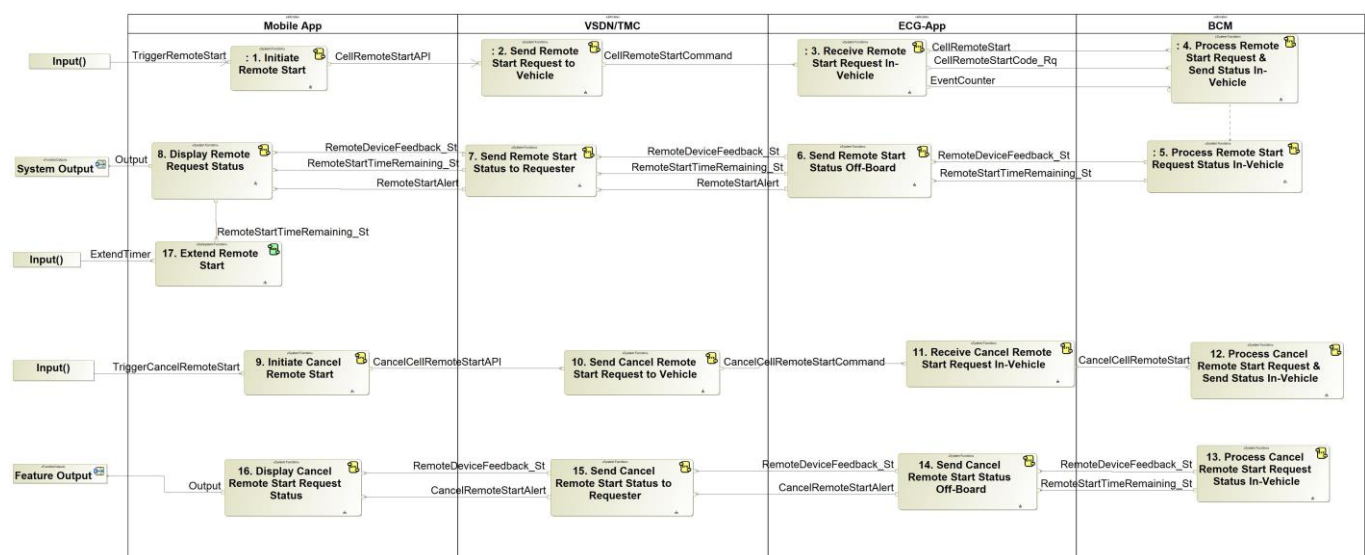 Mobile App
VSDN/TMC
ECG-App
BCM
Input()
TriggerRemoteStart
: 1. Initiate
Remote Start
CellRemoteStartAPI
: 2. Send Remote
Start Request to
Vehicle
CellRemoteStartCommand
: 3. Receive Remote
Start Request In-
Vehicle
CellRemoteStart
CellRemoteStartCode_Rq
EventCounter
: 4. Process Remote
Start Request &
Send Status In-
Vehicle
System Output
Output
8. Display Remote
Request Status
RemoteDeviceFeedback_St
RemoteStartTimeRemaining_St
RemoteStartAlert
7. Send Remote Start
Status to Requester
RemoteDeviceFeedback_St
RemoteStartTimeRemaining_St
RemoteStartAlert
6. Send Remote Start
Status Off-Board
RemoteDeviceFeedback_St
RemoteStartTimeRemaining_St
: 5. Process Remote Start
Request Status In-Vehicle
RemoteStartTimeRemaining_St
Input()
ExtendTimer
17. Extend Remote
Start
Input()
TriggerCancelRemoteStart
9. Initiate Cancel
Remote Start
CancelCellRemoteStartAPI
10. Send Cancel Remote
Start Request to Vehicle
CancelCellRemoteStartCommand
11. Receive Cancel Remote
Start Request In-Vehicle
CancelCellRemoteStart
12. Process Cancel
Remote Start Request &
Send Status In-Vehicle
Feature Output
Output
16. Display Cancel
Remote Start Request
Status
RemoteDeviceFeedback_St
CancelRemoteStartAlert
15. Send Cancel
Remote Start Status to
Requester
RemoteDeviceFeedback_St
CancelRemoteStartAlert
14. Send Cancel
Remote Start Status
Off-Board
RemoteDeviceFeedback_St
RemoteStartTimeRemaining_St
13. Process Cancel
Remote Start Request
Status In-Vehicle